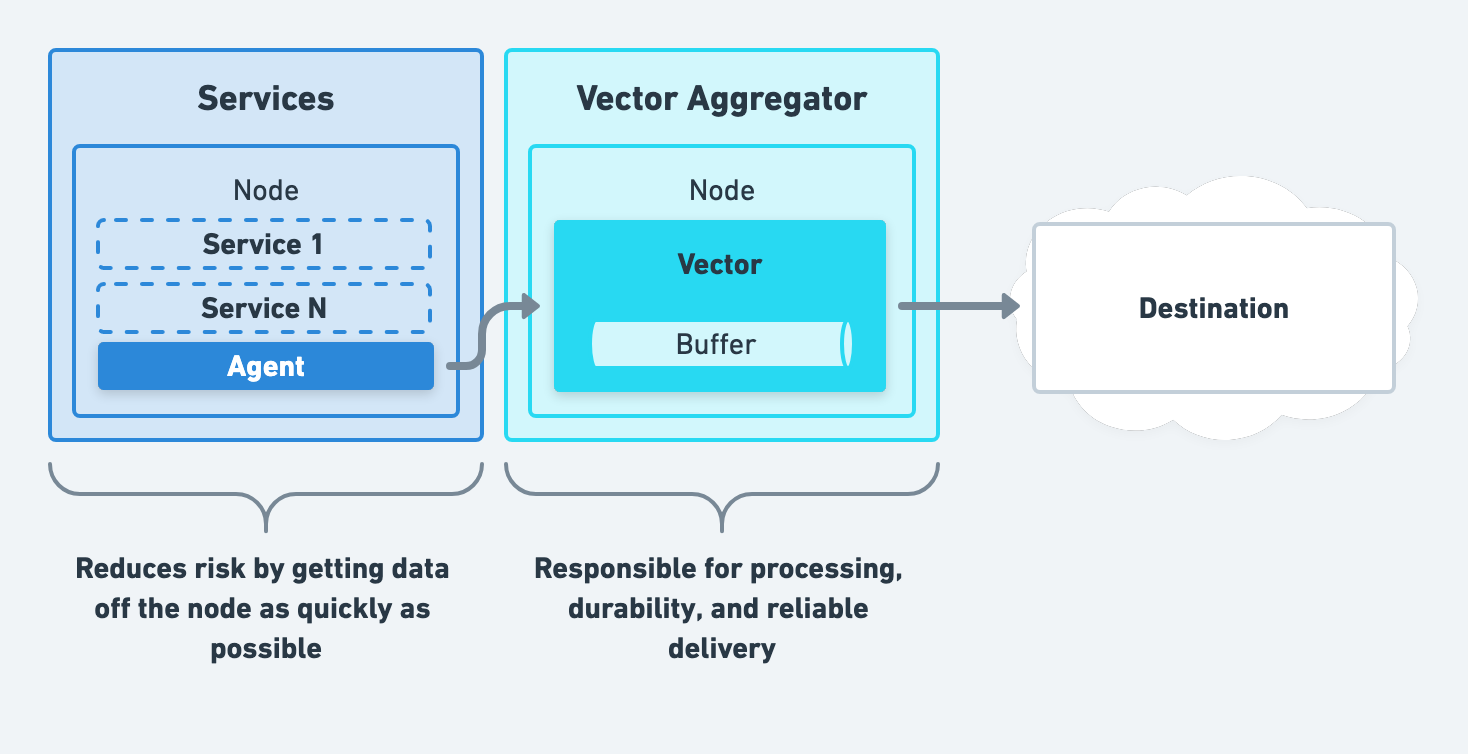 Services
Node
Service 1
Service N
Agent
Vector Aggregator
Node
Vector
Buffer
Destination
Reduces risk by getting data
off the node as quickly as
possible
Responsible for processing,
durability, and reliable
delivery